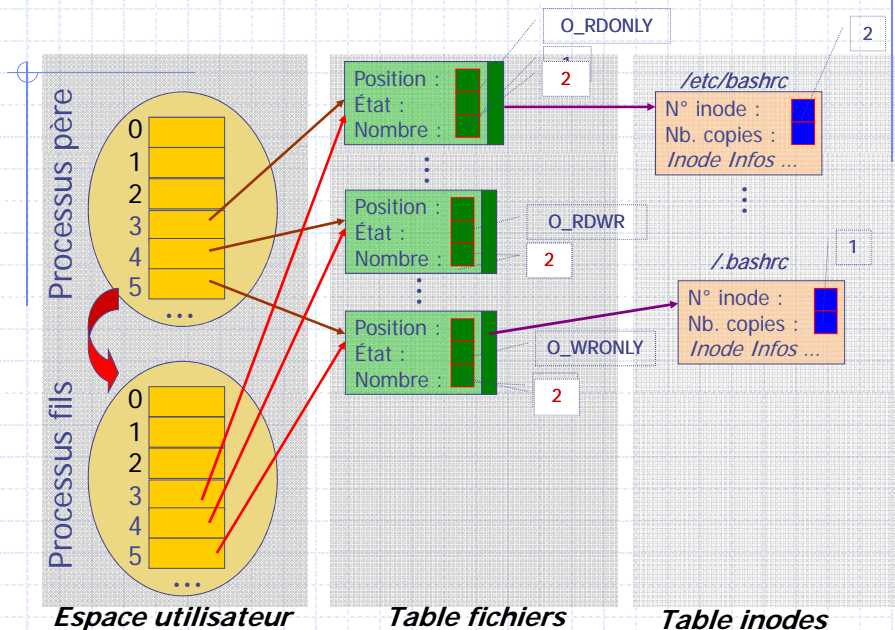 Processus père
0
1
2
3
4
5
...
Processus fils
0
1
2
3
4
5
...
Espace utilisateur
O_RDONLY
Position :
État :
Nombre :
2
...
Position :
État :
Nombre :
O_RDWR
2
...
Position :
État :
Nombre :
O_WRONLY
2
Table fichiers
2
/etc/bashrc
N° inode :
Nb. copies :
Inode Infos ...
...
1
/.bashrc
N° inode :
Nb. copies :
Inode Infos ...
Table inodes